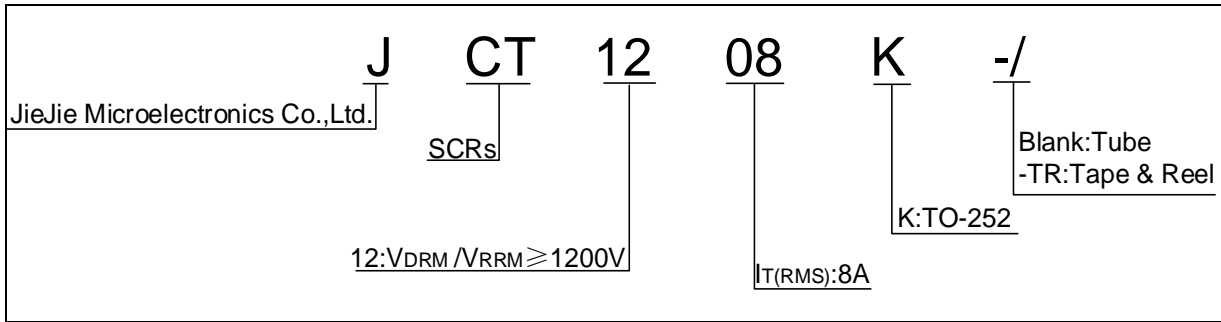 J CT 12 08 K -/
JieJie Microelectronics Co.,Ltd.
SCRs
Blank:Tube
-TR:Tape & Reel
K:TO-252
12:VDRM /VRRM≥1200V
IT(RMS):8A